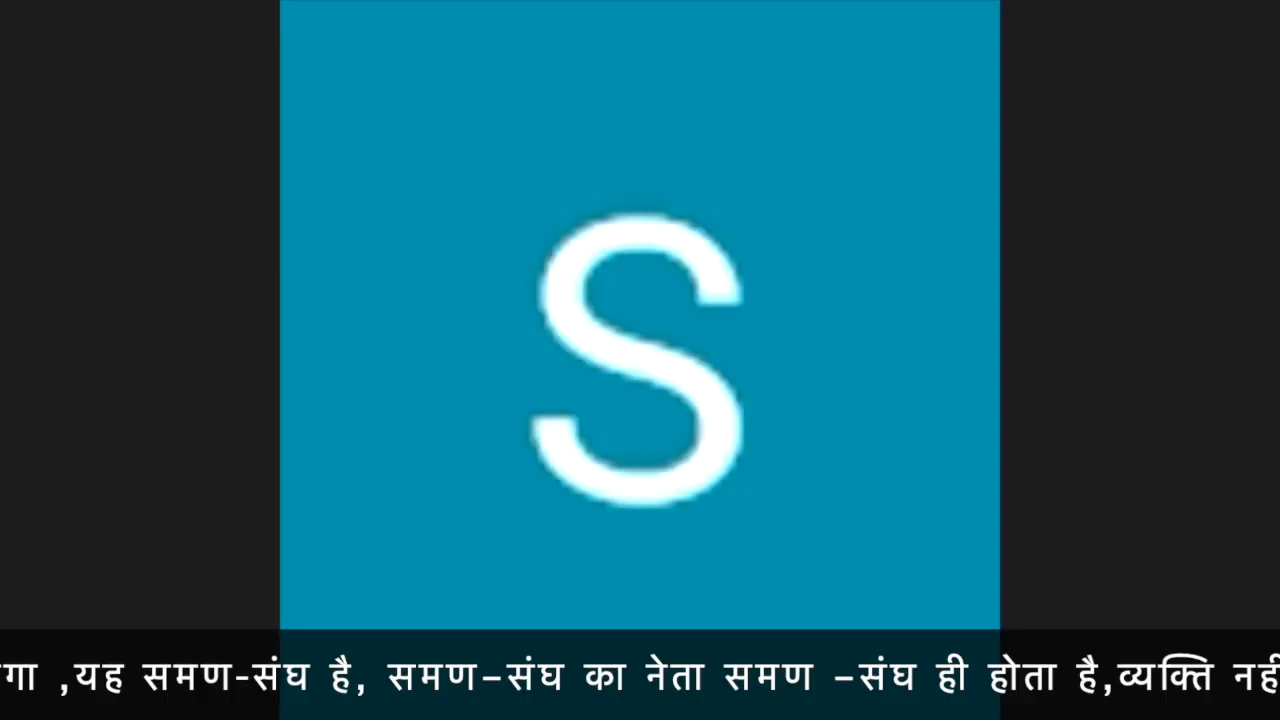 S
,यह समण-संघ है, समण–संघ का नेता समण –संघ ही होता है,व्यक्ति